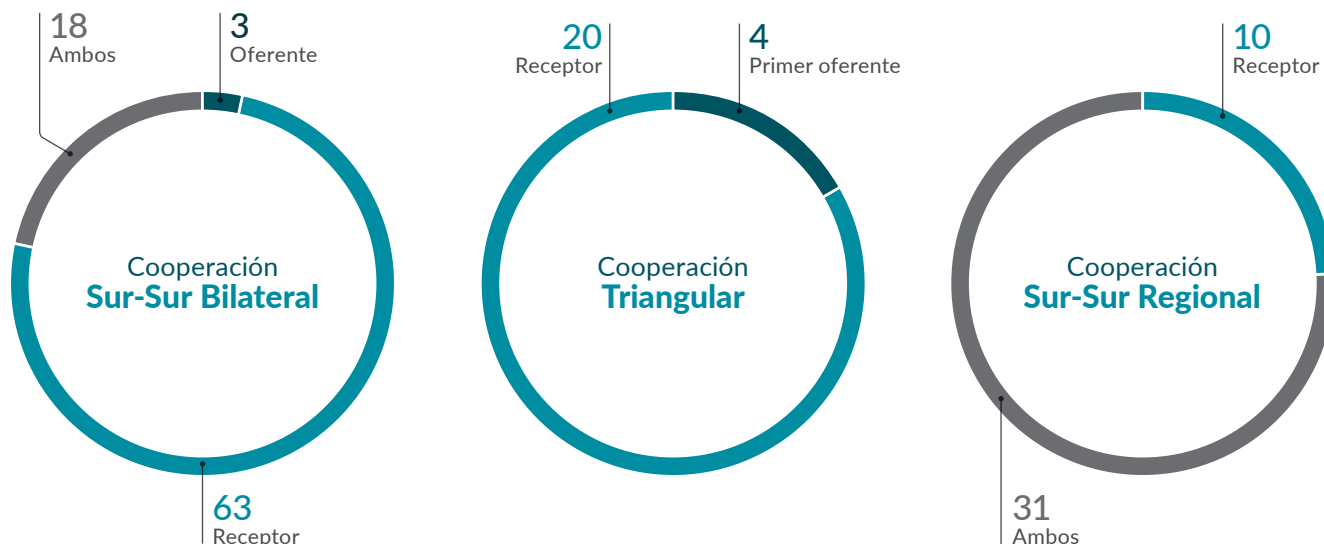 18
Ambos
3
Oferente
Cooperación
Sur-Sur Bilateral
63
Receptor
20
Receptor
4
Primer oferente
Cooperación
Triangular
10
Receptor
Cooperación
Sur-Sur Regional
31
Ambos